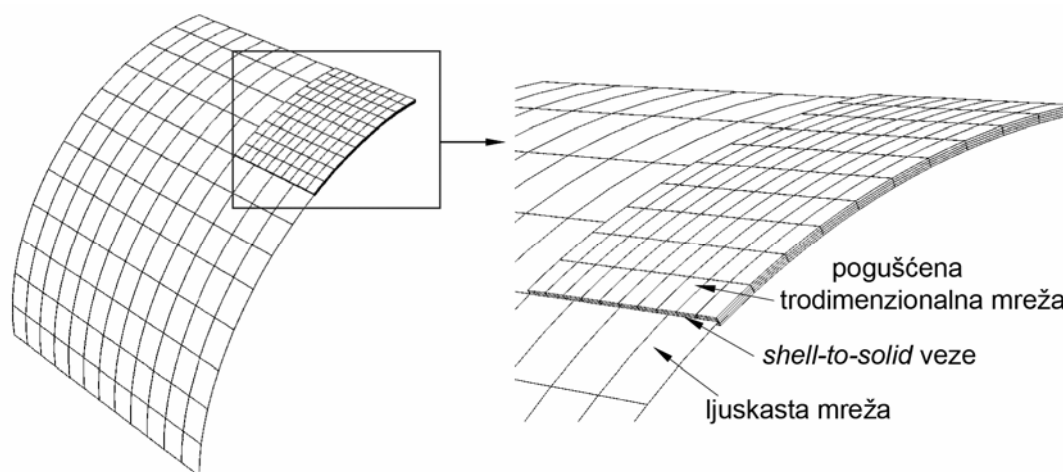 pogušćena
trodimenzionalna mreža
shell-to-solid veze
ljuskasta mreža